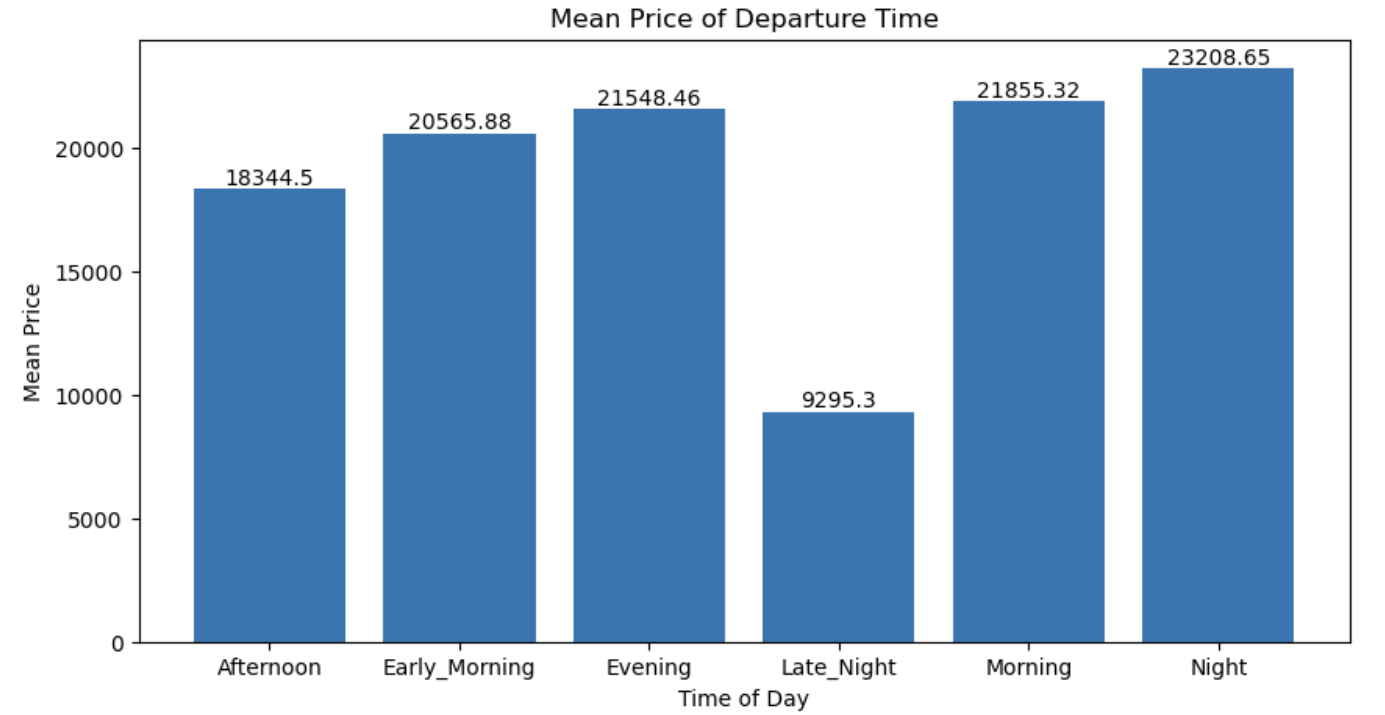 Mean Price of Departure Time
23208.65
21855.32
21548.46
20565.88
20000
18344.5
15000
Mean Price
10000
9295.3
5000
0
Afternoon Early_Morning Evening Late_Night Morning Night
Time of Day